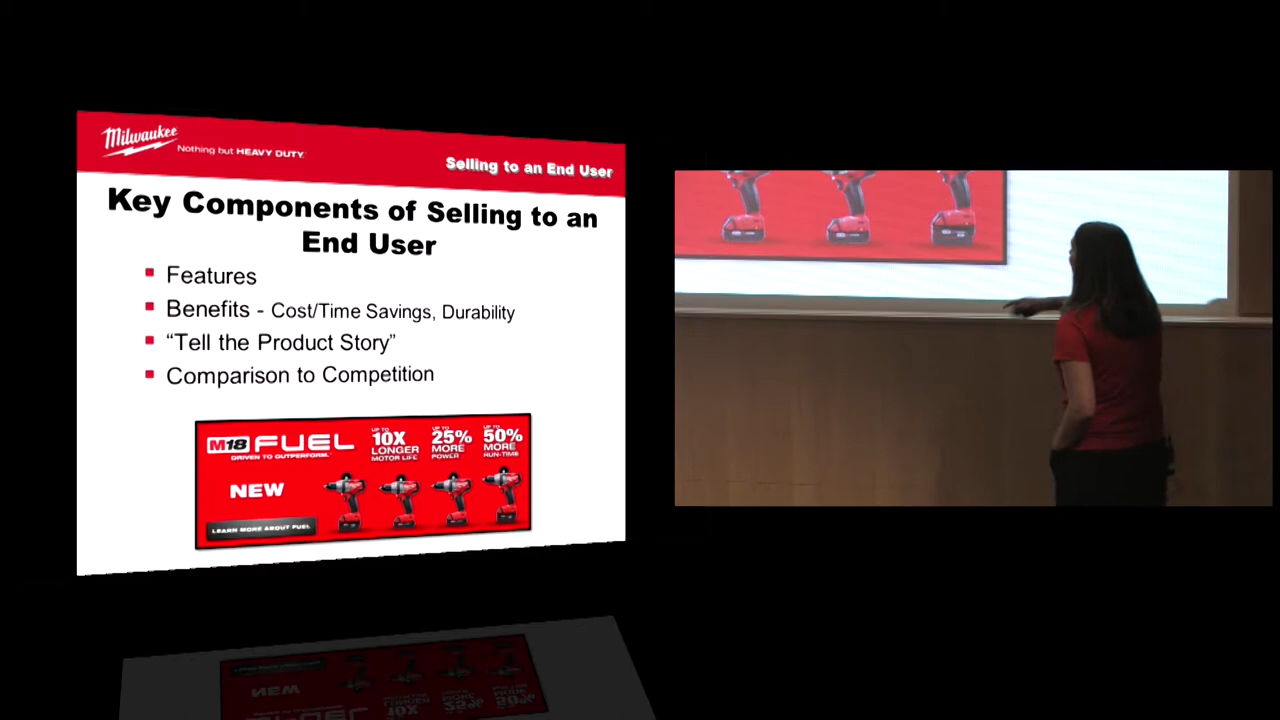 Milwaukee
Nothing but HEAVY DUTY.
Selling to an End User
Key Components of Selling to an
End User
Features
Benefits - Cost/Time Savings, Durability
“Tell the Product Story”
Comparison to Competition
M18 FUEL
DRIVEN TO OUTPERFORM.
UP TO
10X
LONGER
MOTOR LIFE
UP TO
25%
MORE
POWER
UP TO
50%
MORE
RUN-TIME
NEW
LEARN MORE ABOUT FUEL